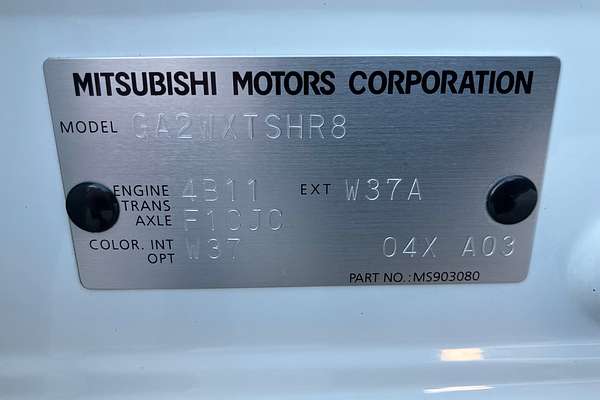 MITSUBISHI MOTORS CORPORATION
MODEL GA2WXTSHR8
ENGINE 4B11 EXT W37A
TRANS
AXLE F1CJC
COLOR. INT W37 04X A03
OPT
PART NO.:MS903080